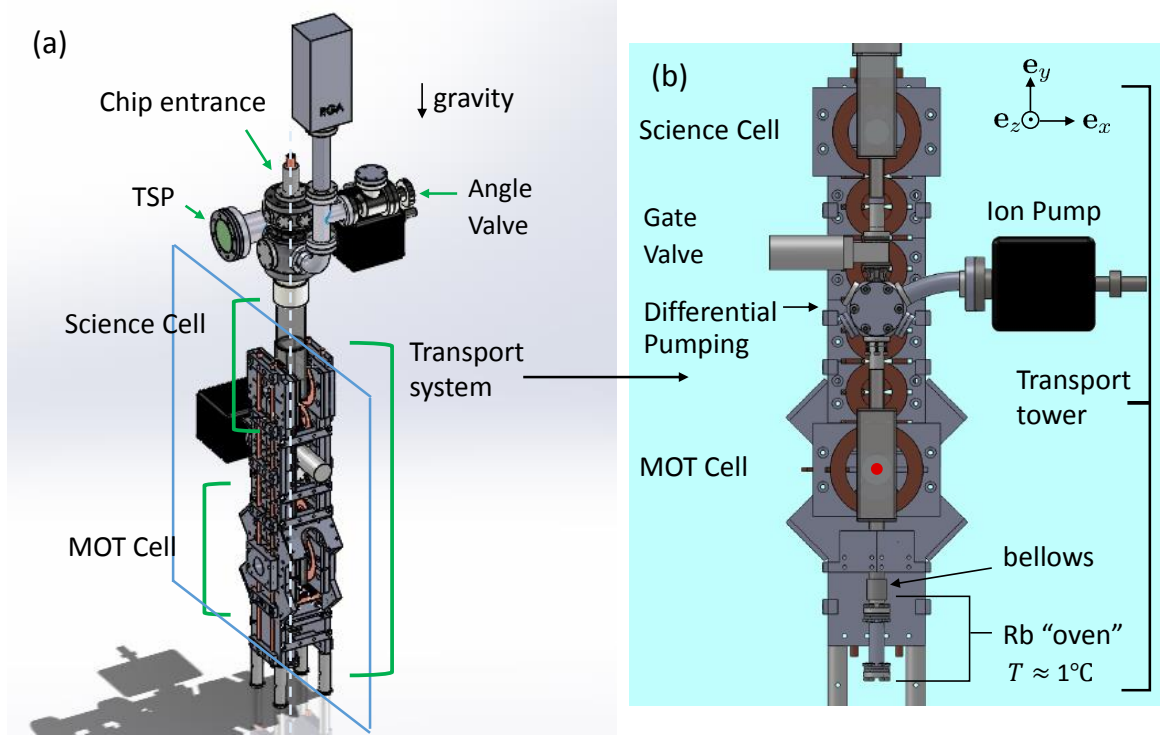 (a)
RGA
Chip entrance
↓ gravity
TSP
Angle
Valve
Science Cell
Transport
system
MOT Cell
(b)
e_y
e_z
e_x
Science Cell
Gate
Valve
Ion Pump
Differential
Pumping
Transport
tower
MOT Cell
bellows
Rb “oven”
T ≈ 1℃